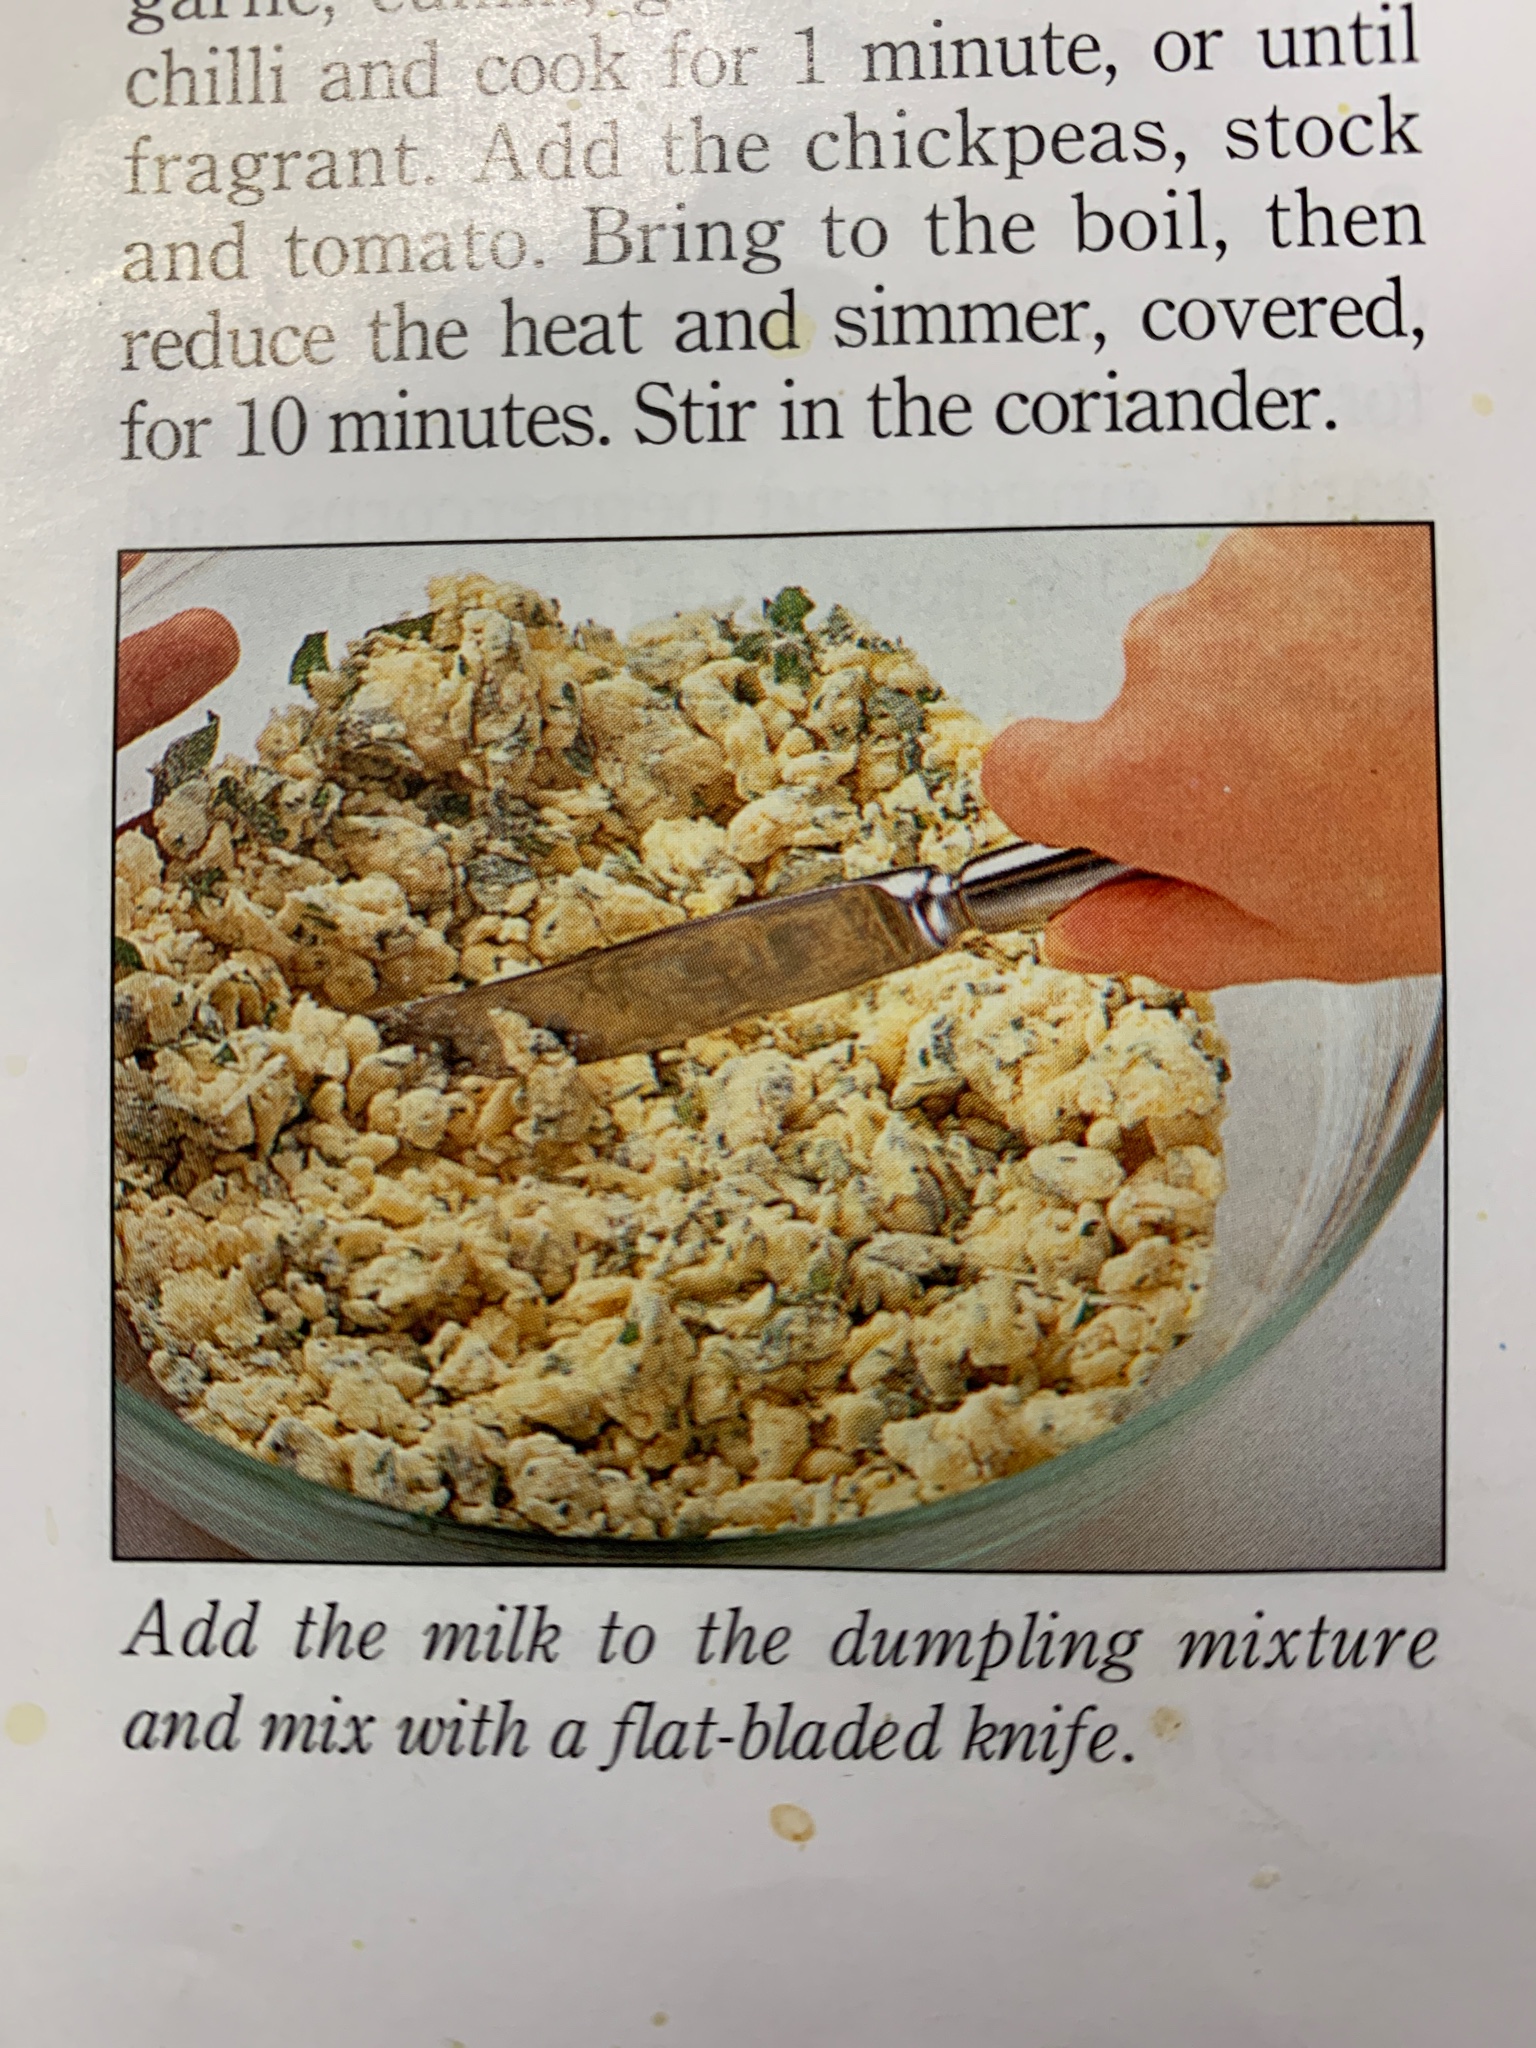 garlic, cumin,
chilli and cook for 1 minute, or until
fragrant. Add the chickpeas, stock
and tomato. Bring to the boil, then
reduce the heat and simmer, covered,
for 10 minutes. Stir in the coriander.
Add the milk to the dumpling mixture
and mix with a flat-bladed knife.